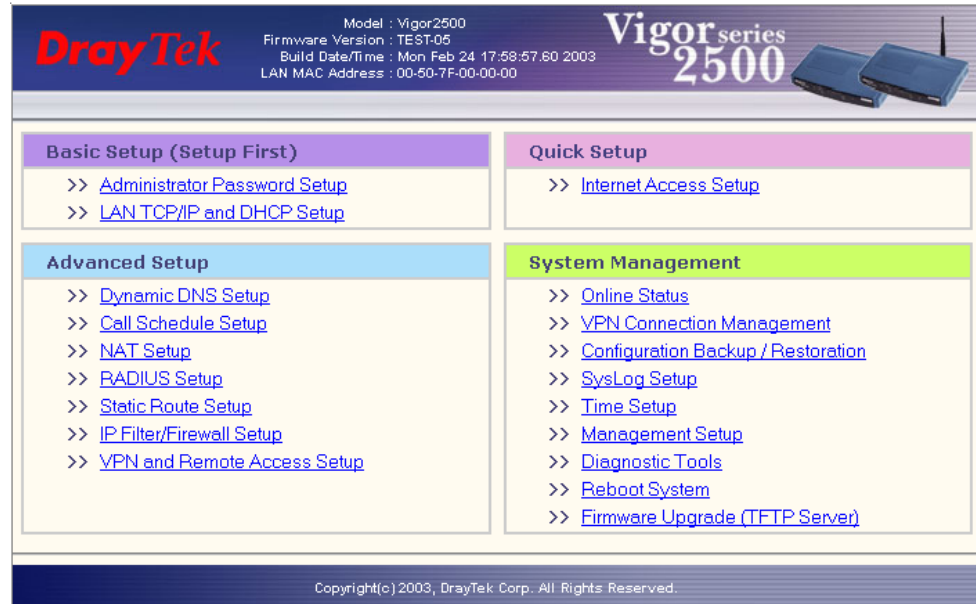 DrayTek
Model : Vigor2500
Firmware Version : TEST-05
Build Date/Time : Mon Feb 24 17:58:57.60 2003
LAN MAC Address : 00-50-7F-00-00-00
Vigor series
2500
Basic Setup (Setup First)
>> Administrator Password Setup
>> LAN TCP/IP and DHCP Setup
Quick Setup
>> Internet Access Setup
Advanced Setup
>> Dynamic DNS Setup
>> Call Schedule Setup
>> NAT Setup
>> RADIUS Setup
>> Static Route Setup
>> IP Filter/Firewall Setup
>> VPN and Remote Access Setup
System Management
>> Online Status
>> VPN Connection Management
>> Configuration Backup / Restoration
>> SysLog Setup
>> Time Setup
>> Management Setup
>> Diagnostic Tools
>> Reboot System
>> Firmware Upgrade (TFTP Server)
Copyright(c) 2003, DrayTek Corp. All Rights Reserved.